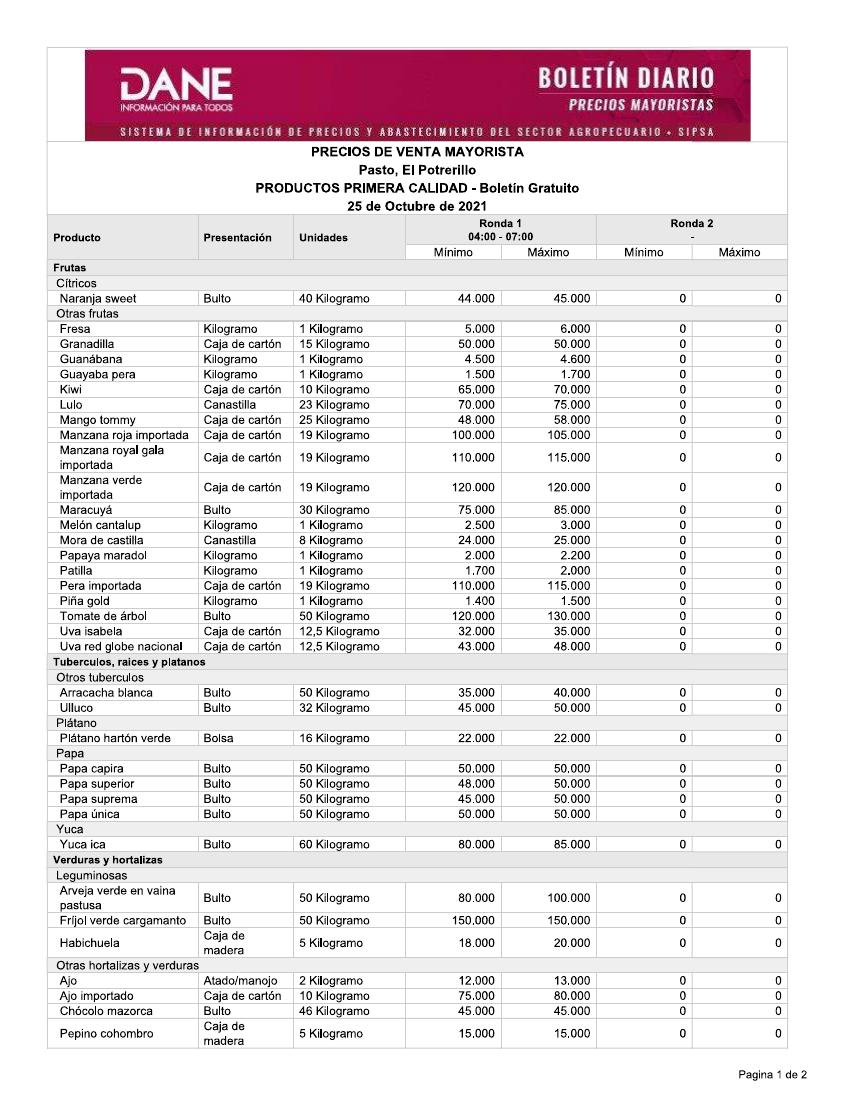 DANE
INFORMACIÓN PARA TODOS
BOLETÍN DIARIO
PRECIOS MAYORISTAS
SISTEMA DE INFORMACIÓN DE PRECIOS Y ABASTECIMIENTO DEL SECTOR AGROPECUARIO • SIPSA
PRECIOS DE VENTA MAYORISTA
Pasto, El Potrerillo
PRODUCTOS PRIMERA CALIDAD - Boletín Gratuito
25 de Octubre de 2021
Producto Presentación Unidades Ronda 1 04:00 - 07:00 Ronda 2 -
Mínimo Máximo Mínimo Máximo
Frutas
Cítricos
Naranja sweet Bulto 40 Kilogramo 44.000 45.000 0 0
Otras frutas
Fresa Kilogramo 1 Kilogramo 5.000 6.000 0 0
Granadilla Caja de cartón 15 Kilogramo 50.000 50.000 0 0
Guanábana Kilogramo 1 Kilogramo 4.500 4.600 0 0
Guayaba pera Kilogramo 1 Kilogramo 1.500 1.700 0 0
Kiwi Caja de cartón 10 Kilogramo 65.000 70.000 0 0
Lulo Canastilla 23 Kilogramo 70.000 75.000 0 0
Mango tommy Caja de cartón 25 Kilogramo 48.000 58.000 0 0
Manzana roja importada Caja de cartón 19 Kilogramo 100.000 105.000 0 0
Manzana royal gala
importada Caja de cartón 19 Kilogramo 110.000 115.000 0 0
Manzana verde
importada Caja de cartón 19 Kilogramo 120.000 120.000 0 0
Maracuyá Bulto 30 Kilogramo 75.000 85.000 0 0
Melón cantalup Kilogramo 1 Kilogramo 2.500 3.000 0 0
Mora de castilla Canastilla 8 Kilogramo 24.000 25.000 0 0
Papaya maradol Kilogramo 1 Kilogramo 2.000 2.200 0 0
Patilla Kilogramo 1 Kilogramo 1.700 2.000 0 0
Pera importada Caja de cartón 19 Kilogramo 110.000 115.000 0 0
Piña gold Kilogramo 1 Kilogramo 1.400 1.500 0 0
Tomate de árbol Bulto 50 Kilogramo 120.000 130.000 0 0
Uva isabela Caja de cartón 12,5 Kilogramo 32.000 35.000 0 0
Uva red globe nacional Caja de cartón 12,5 Kilogramo 43.000 48.000 0 0
Tuberculos, raices y platanos
Otros tuberculos
Arracacha blanca Bulto 50 Kilogramo 35.000 40.000 0 0
Ulluco Bulto 32 Kilogramo 45.000 50.000 0 0
Plátano
Plátano hartón verde Bolsa 16 Kilogramo 22.000 22.000 0 0
Papa
Papa capira Bulto 50 Kilogramo 50.000 50.000 0 0
Papa superior Bulto 50 Kilogramo 48.000 50.000 0 0
Papa suprema Bulto 50 Kilogramo 45.000 50.000 0 0
Papa única Bulto 50 Kilogramo 50.000 50.000 0 0
Yuca
Yuca ica Bulto 60 Kilogramo 80.000 85.000 0 0
Verduras y hortalizas
Leguminosas
Arveja verde en vaina
pastusa Bulto 50 Kilogramo 80.000 100.000 0 0
Fríjol verde cargamanto Bulto 50 Kilogramo 150.000 150.000 0 0
Habichuela Caja de
madera 5 Kilogramo 18.000 20.000 0 0
Otras hortalizas y verduras
Ajo Atado/manojo 2 Kilogramo 12.000 13.000 0 0
Ajo importado Caja de cartón 10 Kilogramo 75.000 80.000 0 0
Chócolo mazorca Bulto 46 Kilogramo 45.000 45.000 0 0
Pepino cohombro Caja de
madera 5 Kilogramo 15.000 15.000 0 0
Pagina 1 de 2